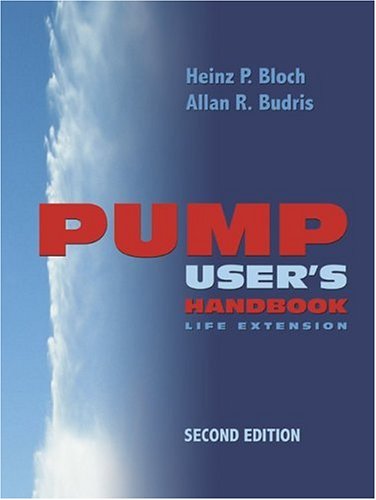 Heinz P. Bloch
Allan R. Budris
PUMP
USER'S
HANDBOOK
LIFE EXTENSION
SECOND EDITION